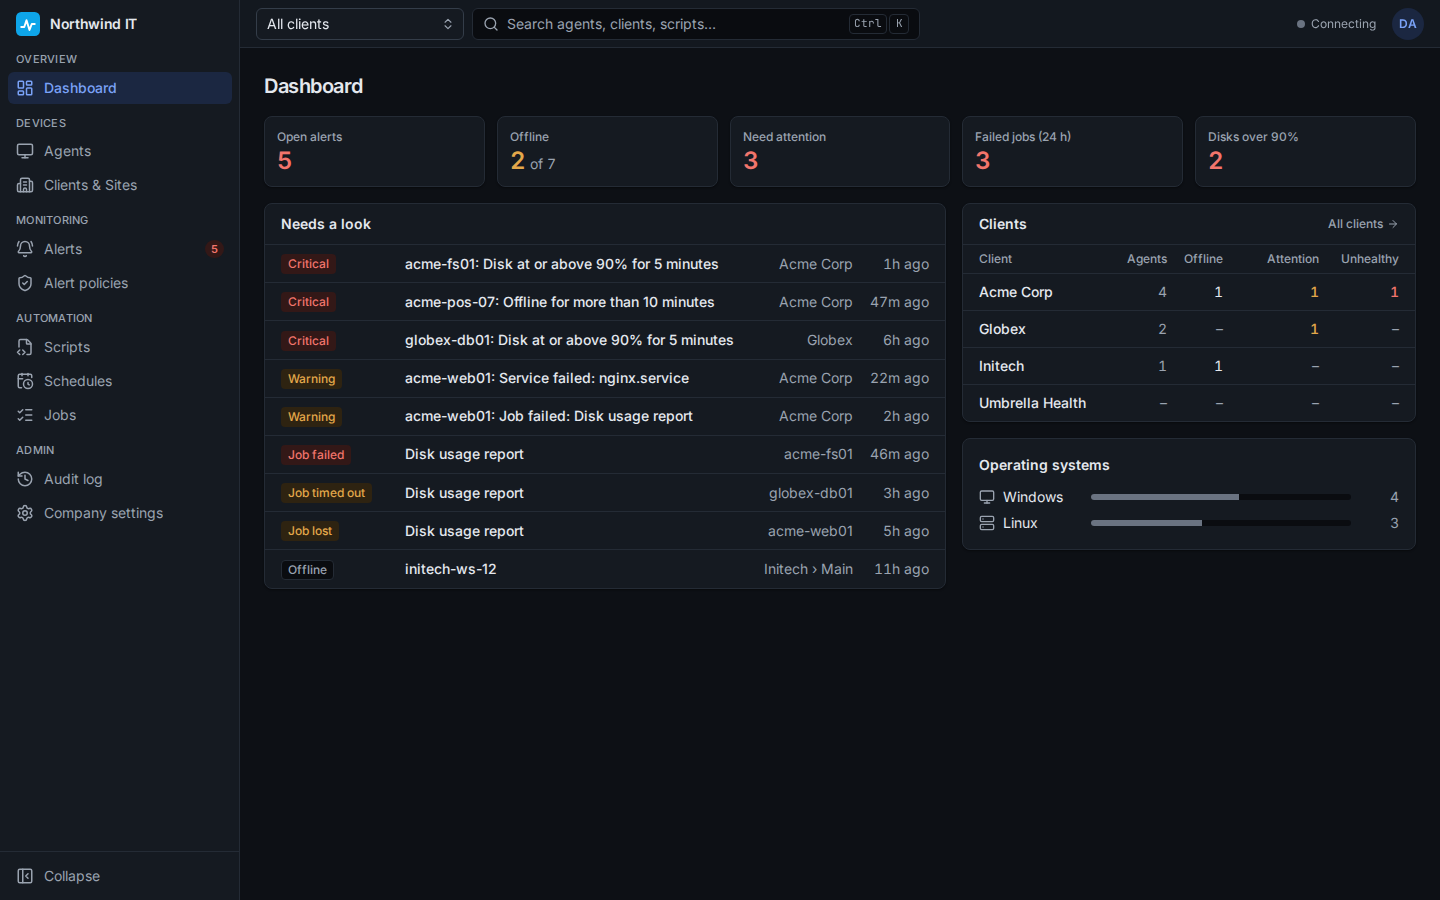 Northwind IT
All clients
Search agents, clients, scripts...
Ctrl K
Connecting
DA
OVERVIEW
Dashboard
DEVICES
Agents
Clients & Sites
MONITORING
Alerts 5
Alert policies
AUTOMATION
Scripts
Schedules
Jobs
ADMIN
Audit log
Company settings
Collapse
Dashboard
Open alerts
5
Offline
2 of 7
Need attention
3
Failed jobs (24 h)
3
Disks over 90%
2
Needs a look
Critical acme-fs01: Disk at or above 90% for 5 minutes Acme Corp 1h ago
Critical acme-pos-07: Offline for more than 10 minutes Acme Corp 47m ago
Critical globex-db01: Disk at or above 90% for 5 minutes Globex 6h ago
Warning acme-web01: Service failed: nginx.service Acme Corp 22m ago
Warning acme-web01: Job failed: Disk usage report Acme Corp 2h ago
Job failed Disk usage report acme-fs01 46m ago
Job timed out Disk usage report globex-db01 3h ago
Job lost Disk usage report acme-web01 5h ago
Offline initech-ws-12 Initech › Main 11h ago
Clients All clients →
Client Agents Offline Attention Unhealthy
Acme Corp 4 1 1 1
Globex 2 – 1 –
Initech 1 1 – –
Umbrella Health – – – –
Operating systems
Windows 4
Linux 3